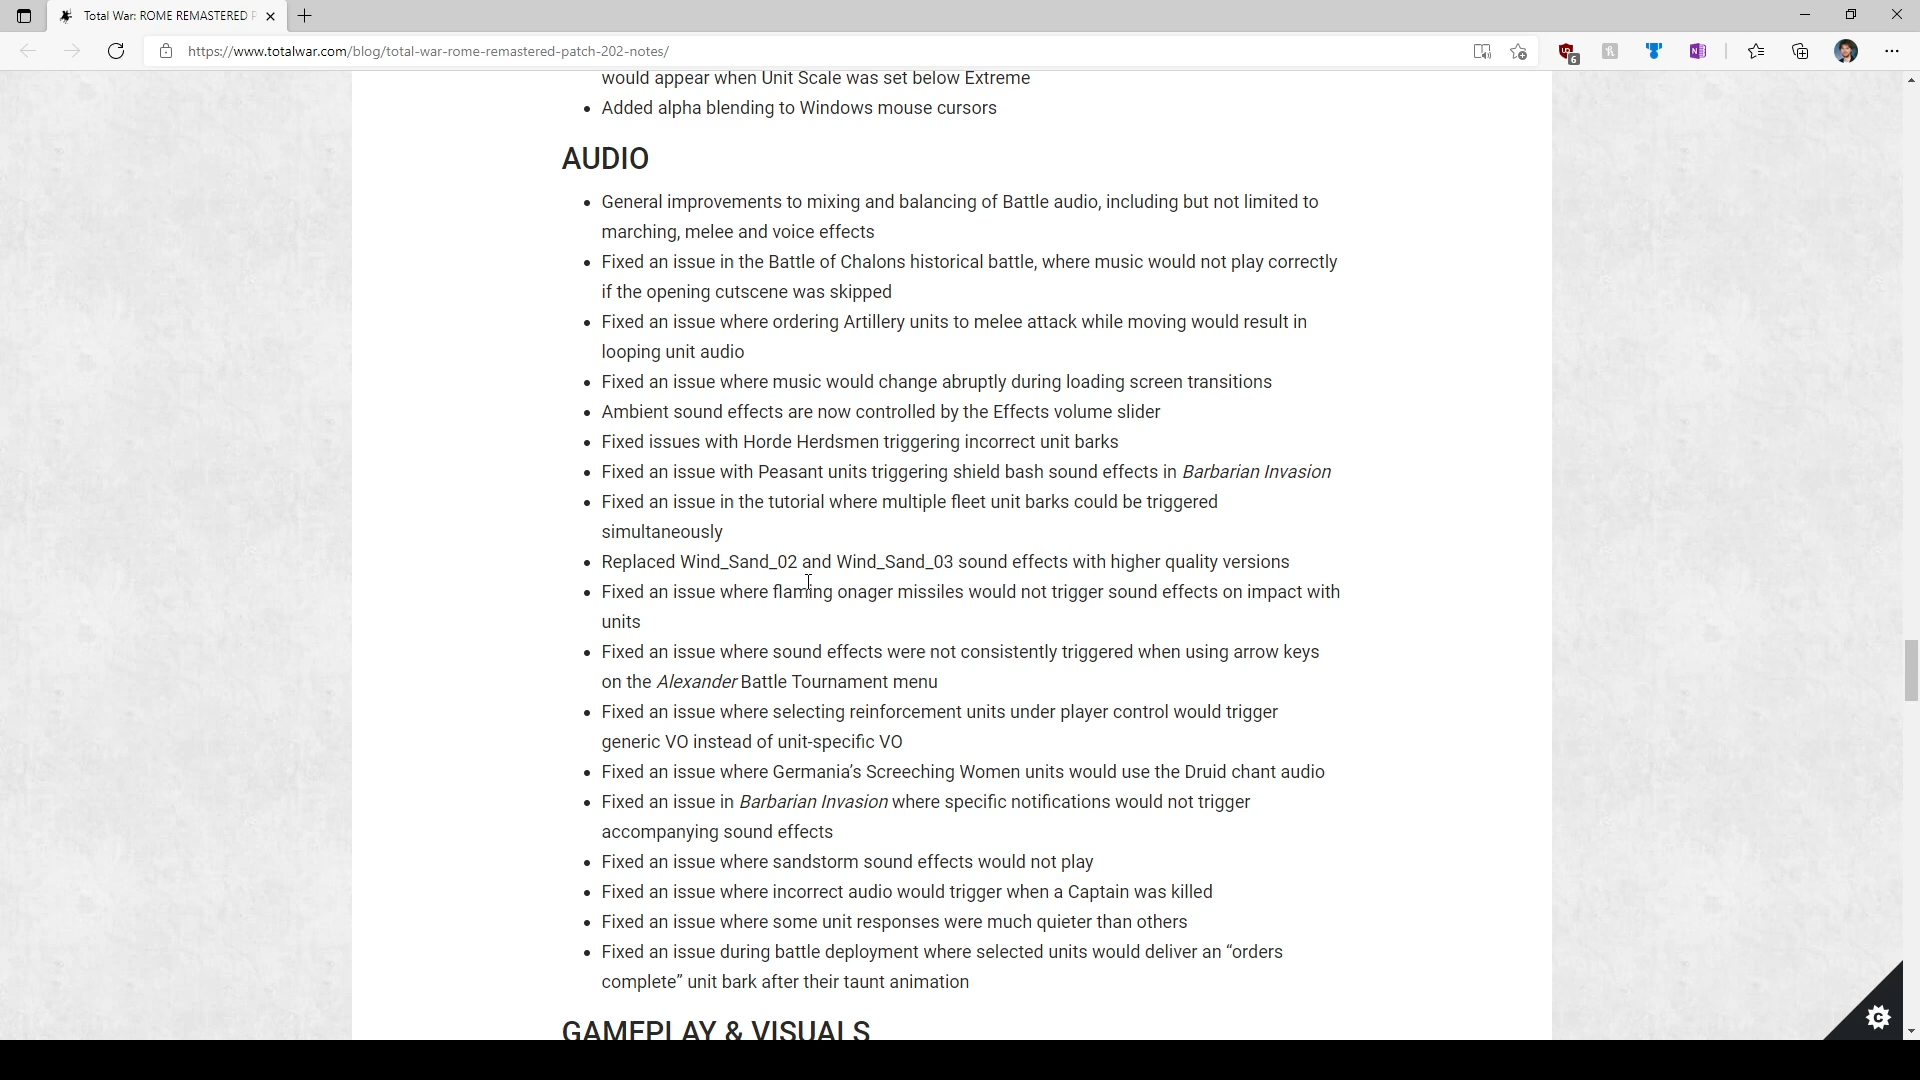 Total War: ROME REMASTERED P
https://www.totalwar.com/blog/total-war-rome-remastered-patch-202-notes/
6
would appear when Unit Scale was set below Extreme
• Added alpha blending to Windows mouse cursors
AUDIO
• General improvements to mixing and balancing of Battle audio, including but not limited to
marching, melee and voice effects
• Fixed an issue in the Battle of Chalons historical battle, where music would not play correctly
if the opening cutscene was skipped
• Fixed an issue where ordering Artillery units to melee attack while moving would result in
looping unit audio
• Fixed an issue where music would change abruptly during loading screen transitions
• Ambient sound effects are now controlled by the Effects volume slider
• Fixed issues with Horde Herdsmen triggering incorrect unit barks
• Fixed an issue with Peasant units triggering shield bash sound effects in Barbarian Invasion
• Fixed an issue in the tutorial where multiple fleet unit barks could be triggered
simultaneously
• Replaced Wind_Sand_02 and Wind_Sand_03 sound effects with higher quality versions
• Fixed an issue where flaming onager missiles would not trigger sound effects on impact with
units
• Fixed an issue where sound effects were not consistently triggered when using arrow keys
on the Alexander Battle Tournament menu
• Fixed an issue where selecting reinforcement units under player control would trigger
generic VO instead of unit-specific VO
• Fixed an issue where Germania’s Screeching Women units would use the Druid chant audio
• Fixed an issue in Barbarian Invasion where specific notifications would not trigger
accompanying sound effects
• Fixed an issue where sandstorm sound effects would not play
• Fixed an issue where incorrect audio would trigger when a Captain was killed
• Fixed an issue where some unit responses were much quieter than others
• Fixed an issue during battle deployment where selected units would deliver an “orders
complete” unit bark after their taunt animation
GAMEPLAY & VISUALS